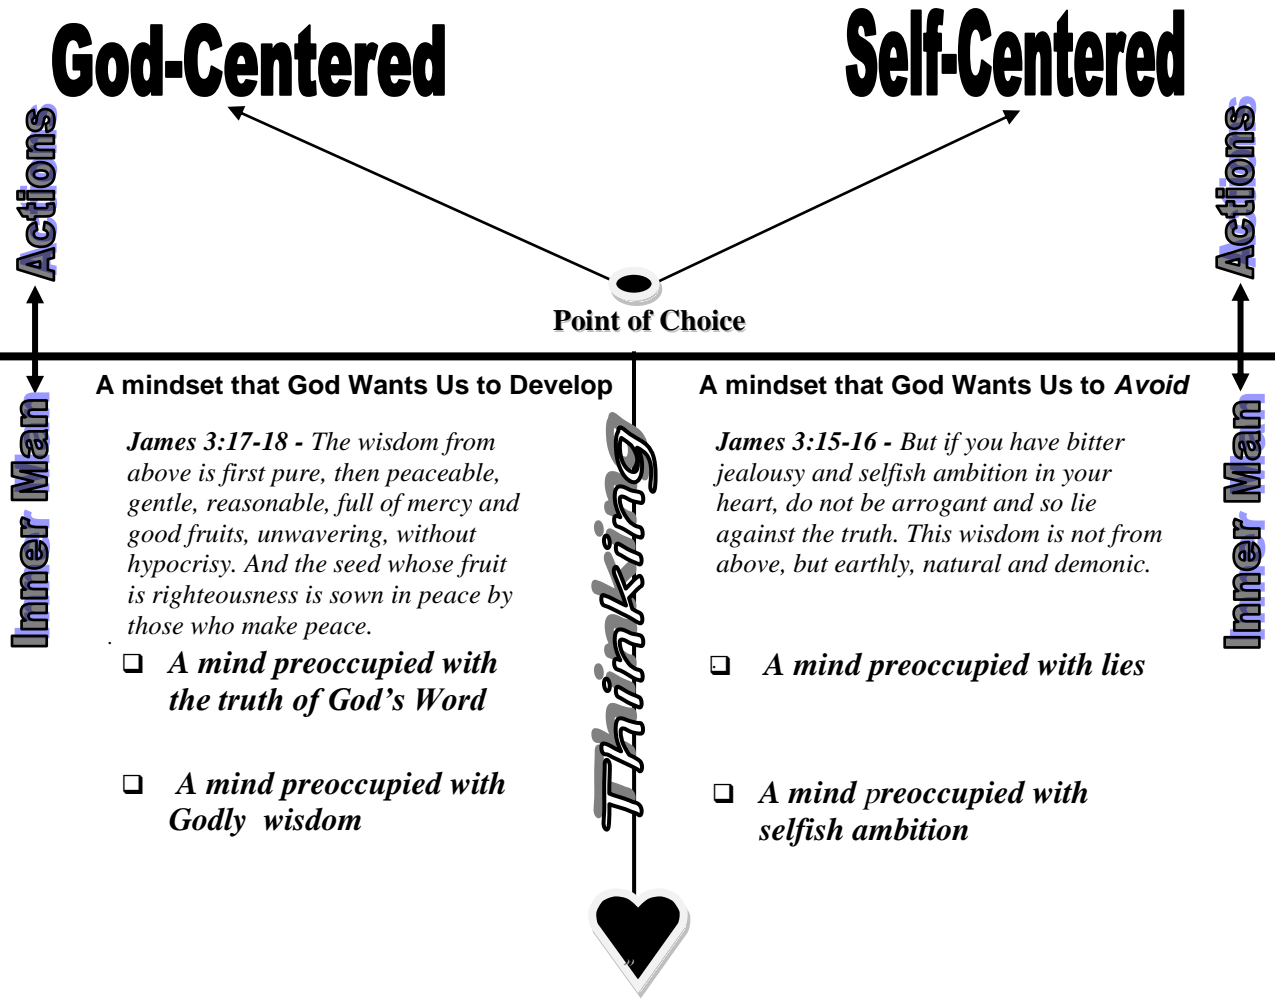 God-Centered
Self-Centered
Actions
Actions
Point of Choice
A mindset that God Wants Us to Develop
A mindset that God Wants Us to Avoid
Inner Man
Inner Man
Thinking
James 3:17-18 - The wisdom from
above is first pure, then peaceable,
gentle, reasonable, full of mercy and
good fruits, unwavering, without
hypocrisy. And the seed whose fruit
is righteousness is sown in peace by
those who make peace.
.
❑ A mind preoccupied with
the truth of God’s Word
❑ A mind preoccupied with
Godly wisdom
James 3:15-16 - But if you have bitter
jealousy and selfish ambition in your
heart, do not be arrogant and so lie
against the truth. This wisdom is not from
above, but earthly, natural and demonic.
❑ A mind preoccupied with lies
❑ A mind preoccupied with
selfish ambition
”